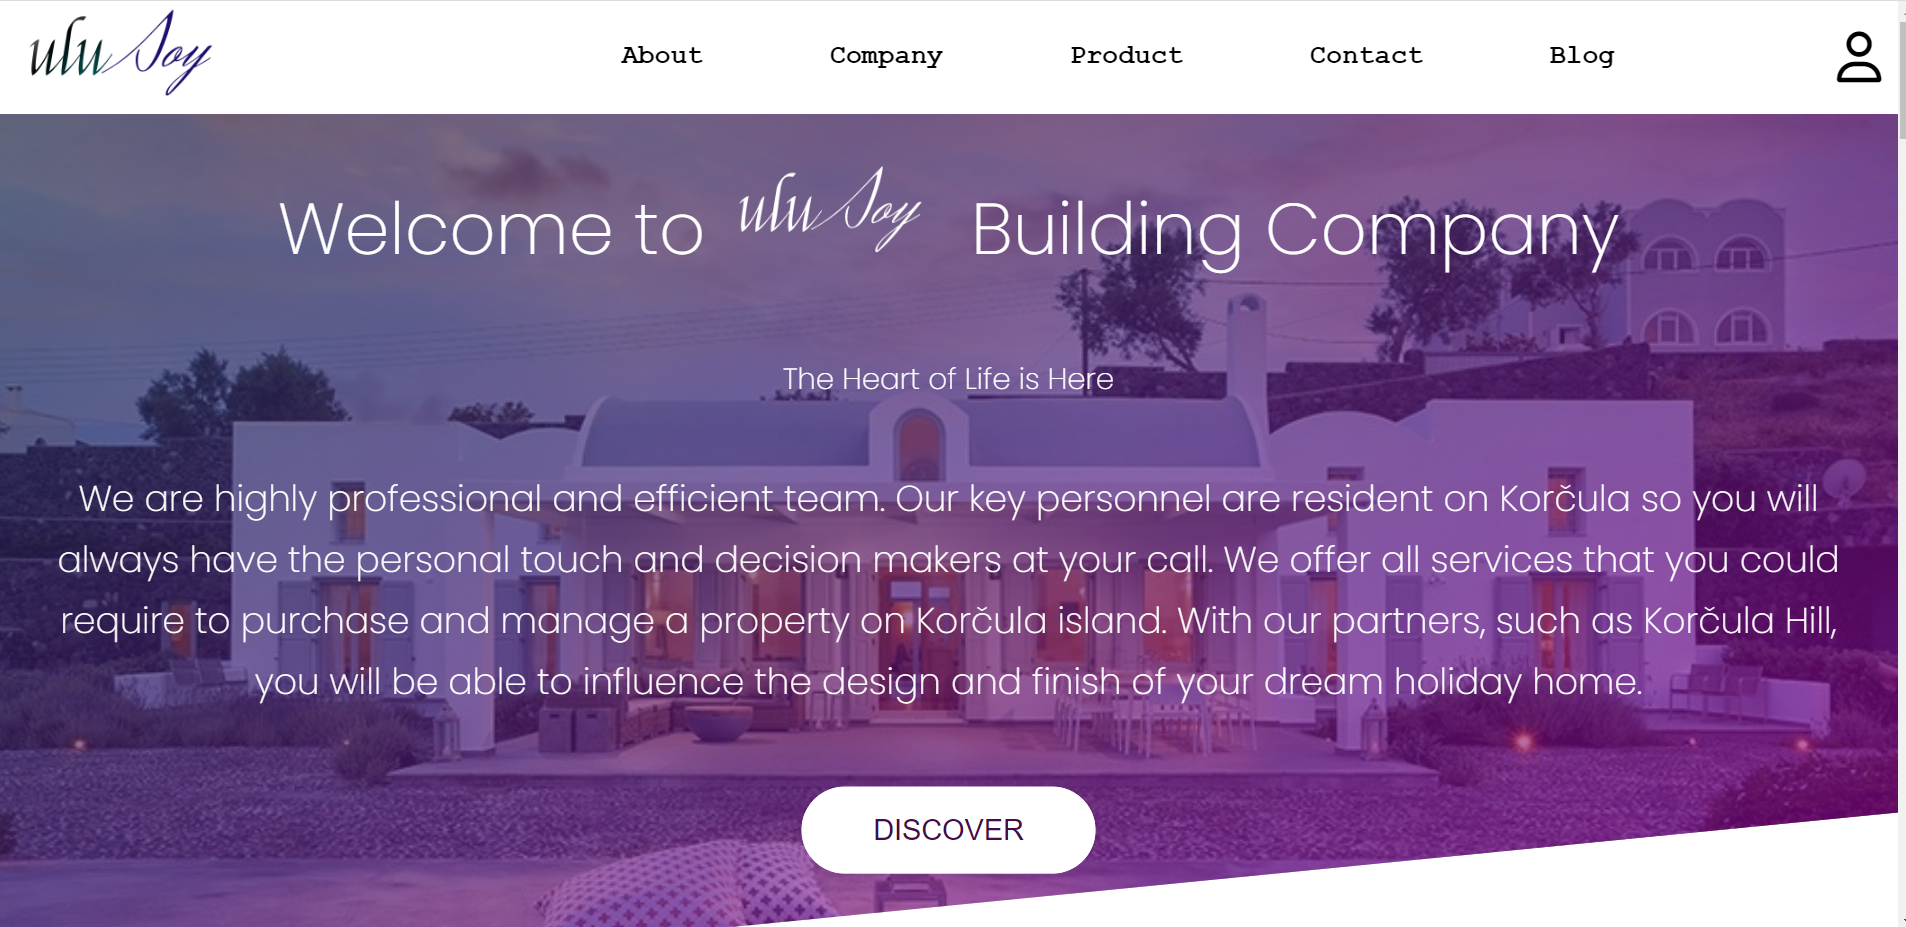 ulu Soy About Company Product Contact Blog
Welcome to ulu Soy Building Company
The Heart of Life is Here
We are highly professional and efficient team. Our key personnel are resident on Korčula so you will
always have the personal touch and decision makers at your call. We offer all services that you could
require to purchase and manage a property on Korčula island. With our partners, such as Korčula Hill,
you will be able to influence the design and finish of your dream holiday home.
DISCOVER